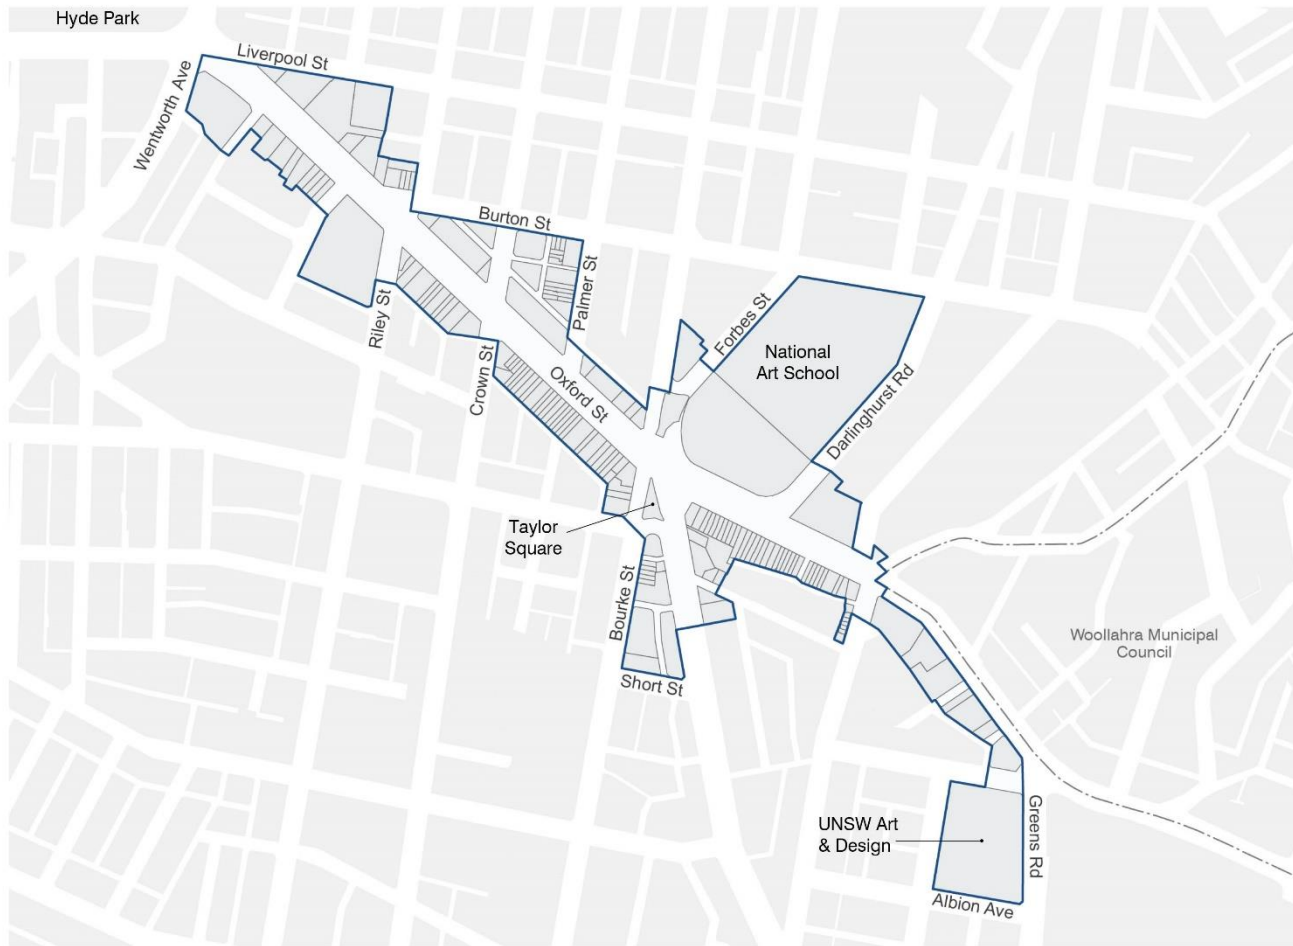 Hyde Park
Liverpool St
Wentworth Ave
Burton St
Palmer St
Riley St
Crown St
Oxford St
Forbes St
National
Art School
Darlinghurst Rd
Taylor
Square
Bourke St
Short St
Woollahra Municipal
Council
UNSW Art
& Design
Greens Rd
Albion Ave